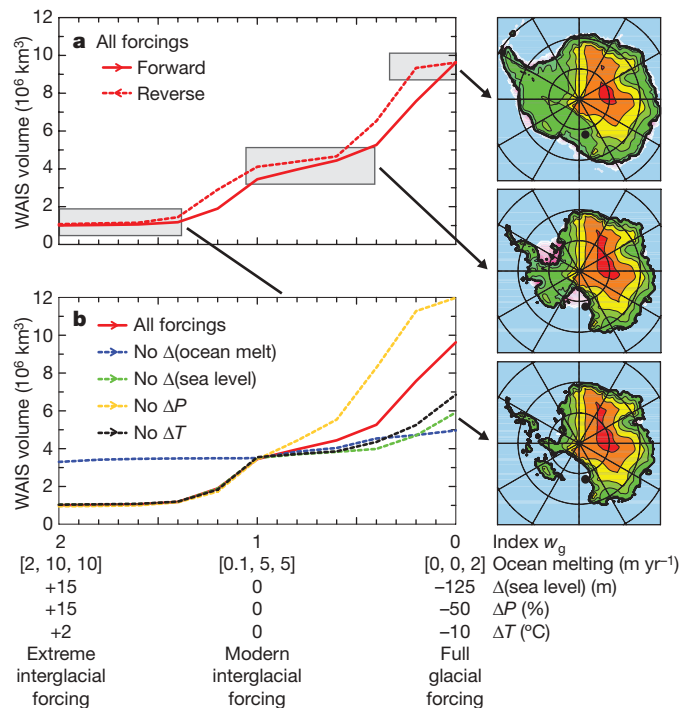 a All forcings
Forward
Reverse
WAIS volume (10⁶ km³)
12
10
8
6
4
2
0
b All forcings
No Δ(ocean melt)
No Δ(sea level)
No ΔP
No ΔT
WAIS volume (10⁶ km³)
12
10
8
6
4
2
0
2 1 0 Index w_g
[2, 10, 10] [0.1, 5, 5] [0, 0, 2] Ocean melting (m yr⁻¹)
+15 0 −125 Δ(sea level) (m)
+15 0 −50 ΔP (%)
+2 0 −10 ΔT (°C)
Extreme Modern Full
interglacial interglacial glacial
forcing forcing forcing